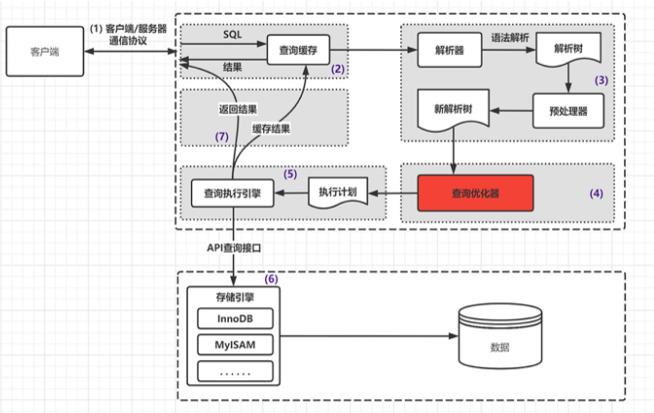 客户端
(1) 客户端/服务器
通信协议
SQL
结果
查询缓存
(2)
解析器
语法解析
解析树
(3)
预处理器
新解析树
返回结果
(7)
缓存结果
(5)
查询执行引擎
执行计划
查询优化器
(4)
API查询接口
(6)
存储引擎
InnoDB
MyISAM
......
数据